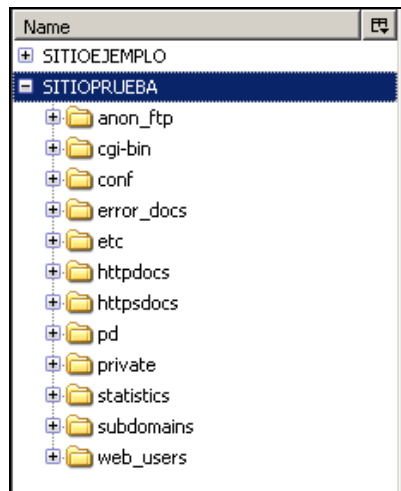 Name
SITIOEJEMPLO
SITIOPRUEBA
anon_ftp
cgi-bin
conf
error_docs
etc
httpdocs
httpsdocs
pd
private
statistics
subdomains
web_users